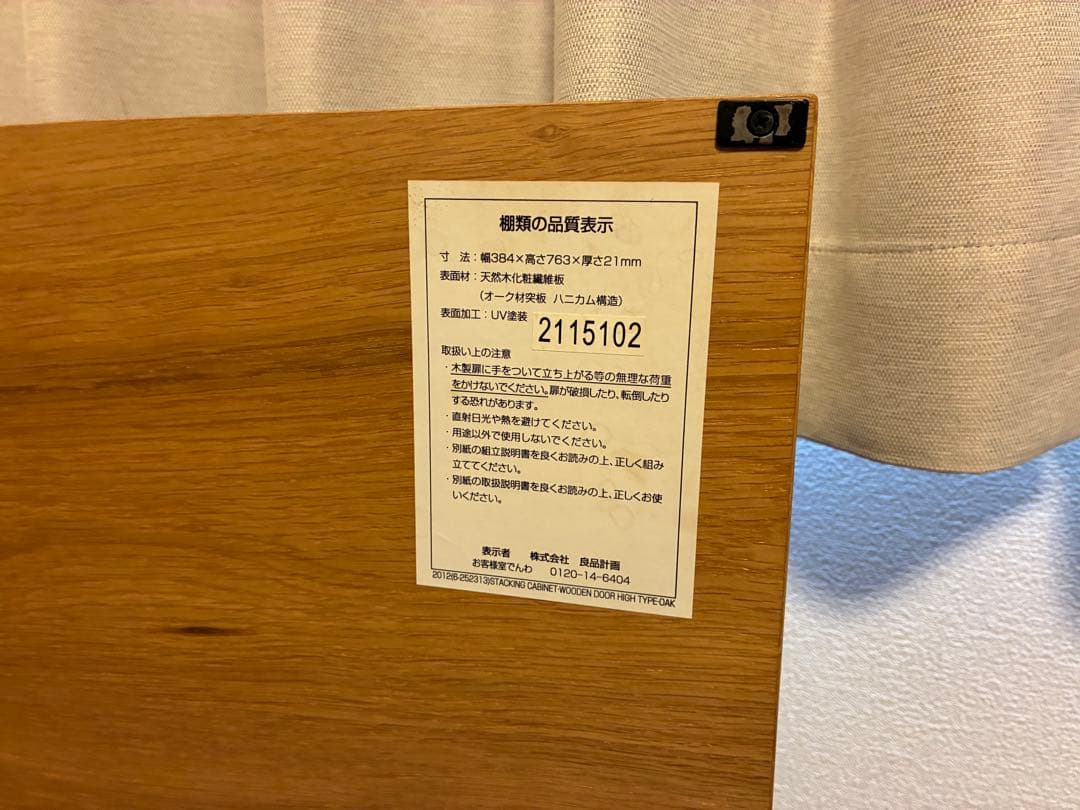 棚類の品質表示
寸 法：幅384×高さ763×厚さ21mm
表面材：天然木化粧繊維板
（オーク材突板 ハニカム構造）
表面加工：UV塗装
2115102
取扱い上の注意
・木製扉に手をついて立ち上がる等の無理な荷重
をかけないでください。扉が破損したり、転倒したり
する恐れがあります。
・直射日光や熱を避けてください。
・用途以外で使用しないでください。
・別紙の組立説明書を良くお読みの上、正しく組み
立ててください。
・別紙の取扱説明書を良くお読みの上、正しくお使
いください。
表示者 株式会社 良品計画
お客様室でんわ 0120-14-6404
2012(6-252313)STACKING CABINET-WOODEN DOOR HIGH TYPE-OAK